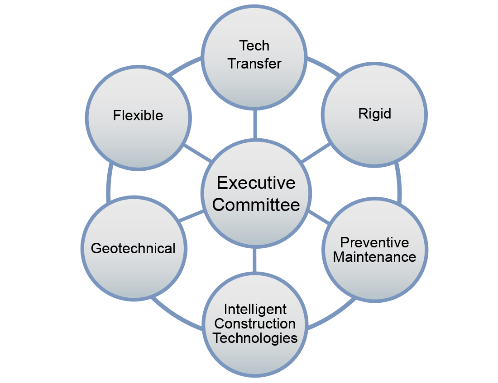 Tech
Transfer
Flexible
Rigid
Executive
Committee
Geotechnical
Preventive
Maintenance
Intelligent
Construction
Technologies